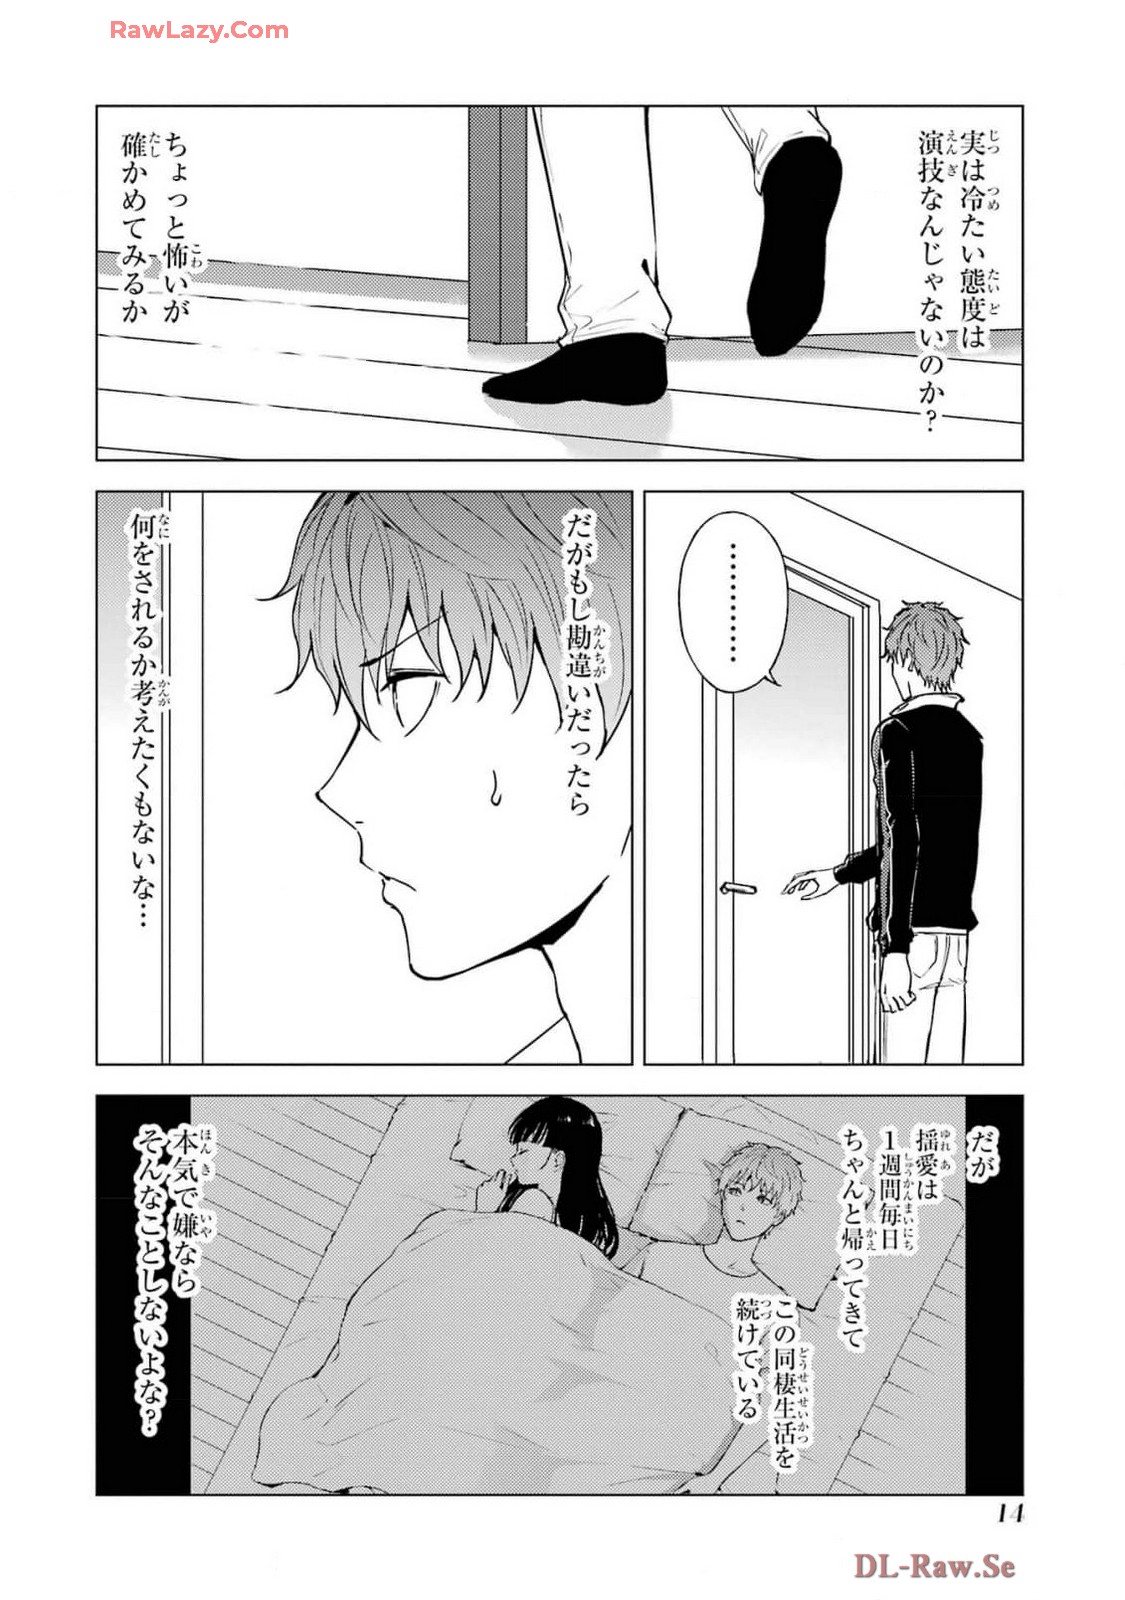 RawLazy.Com
実は冷たい態度は
演技なんじゃないのか？
ちょっと怖いが
確かめてみるか
…………
だがもし勘違いだったら
何をされるか考えたくもないな…
だが
揺愛は
1週間毎日
ちゃんと帰ってきて
この同棲生活を
続けている
本気で嫌なら
そんなことしないよな？
14
DL-Raw.Se